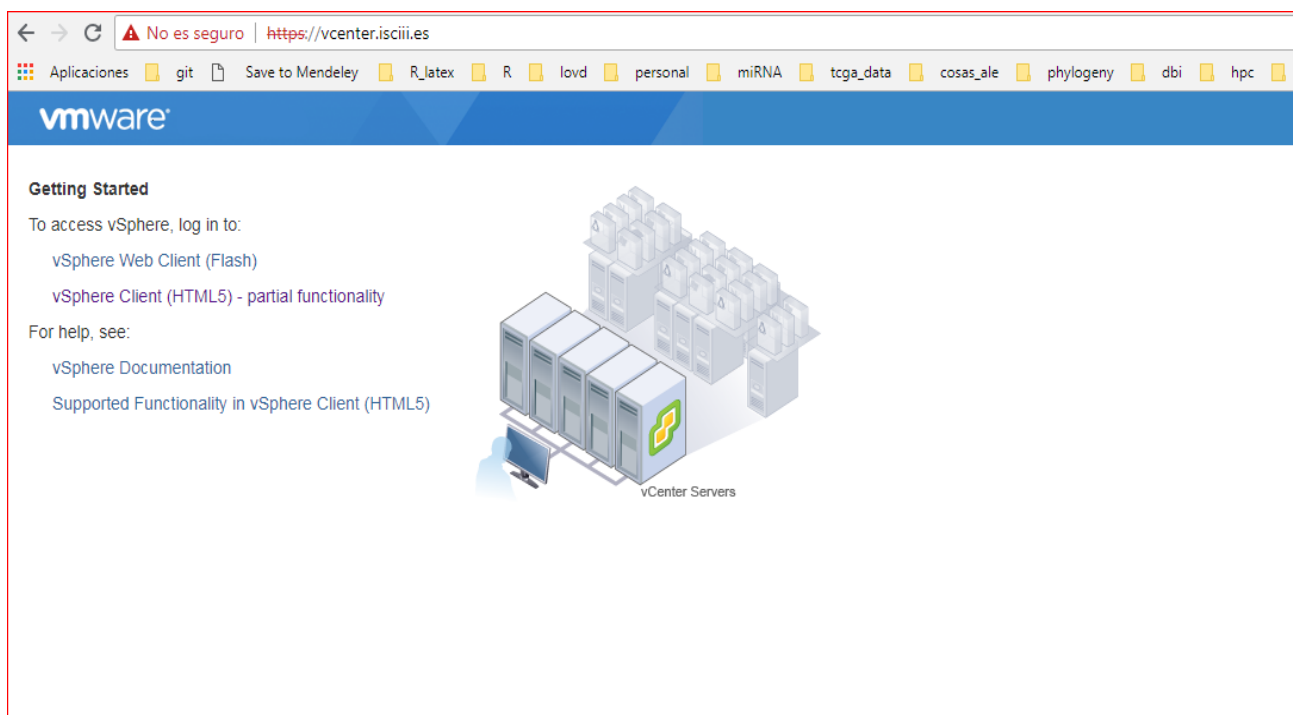 No es seguro https://vcenter.isciii.es
Aplicaciones git Save to Mendeley R_latex R lovd personal miRNA tcga_data cosas_ale phylogeny dbi hpc
vmware
Getting Started
To access vSphere, log in to:
vSphere Web Client (Flash)
vSphere Client (HTML5) - partial functionality
For help, see:
vSphere Documentation
Supported Functionality in vSphere Client (HTML5)
vCenter Servers